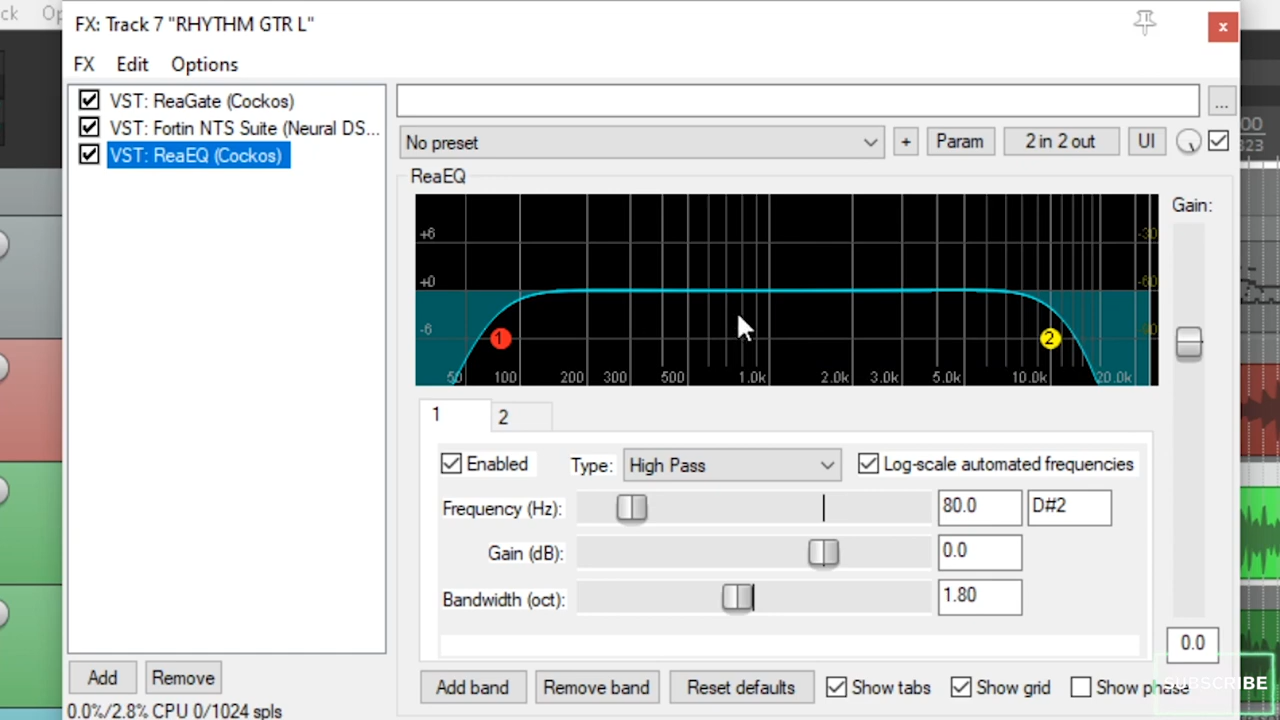 ck
FX: Track 7 "RHYTHM GTR L"
x
FX Edit Options
VST: ReaGate (Cockos)
VST: Fortin NTS Suite (Neural DS...
VST: ReaEQ (Cockos)
...
No preset + Param 2 in 2 out UI
ReaEQ
Gain:
+6 -30
+0 -60
-6
1 2
50 100 200 300 500 1.0k 2.0k 3.0k 5.0k 10.0k 20.0k
1 2
Enabled Type: High Pass Log-scale automated frequencies
Frequency (Hz): 80.0 D#2
Gain (dB): 0.0
Bandwidth (oct): 1.80
0.0
Add Remove
Add band Remove band Reset defaults Show tabs Show grid Show phase
SUBSCRIBE
0.0%/2.8% CPU 0/1024 spls